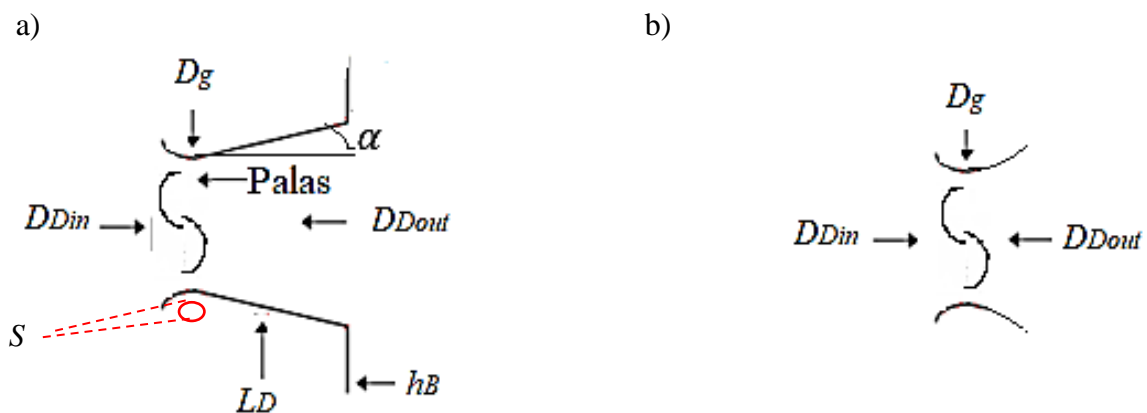 a)
Dg
α
Palas
DDin
DDout
S
LD
hB
b)
Dg
DDin
DDout